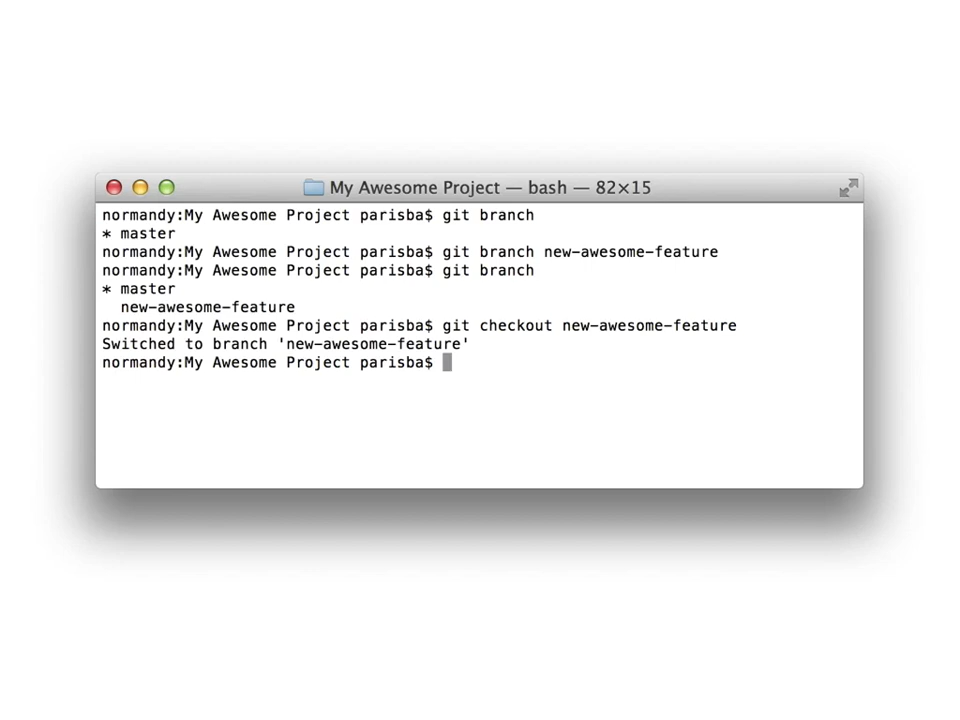 My Awesome Project — bash — 82×15
normandy:My Awesome Project parisba$ git branch
* master
normandy:My Awesome Project parisba$ git branch new-awesome-feature
normandy:My Awesome Project parisba$ git branch
* master
  new-awesome-feature
normandy:My Awesome Project parisba$ git checkout new-awesome-feature
Switched to branch 'new-awesome-feature'
normandy:My Awesome Project parisba$